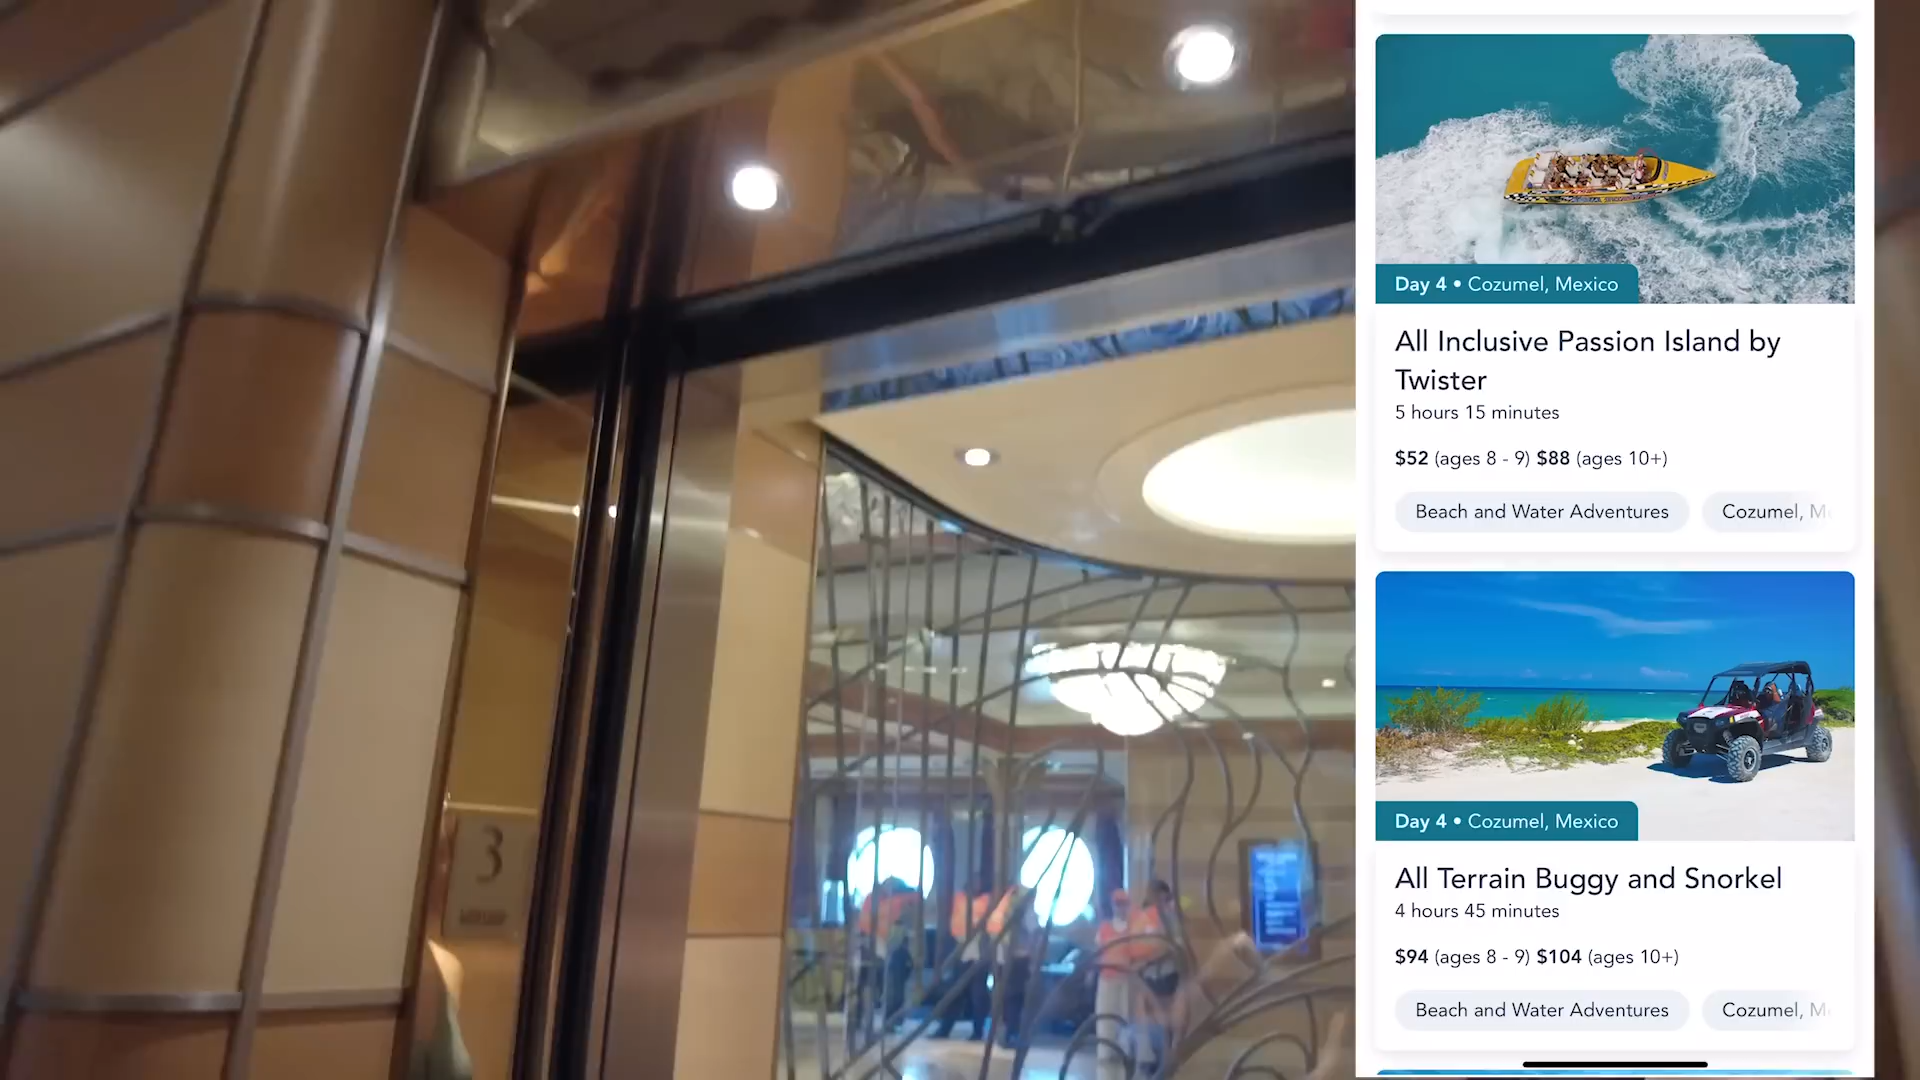 3
Day 4 • Cozumel, Mexico
All Inclusive Passion Island by
Twister
5 hours 15 minutes
$52 (ages 8 - 9) $88 (ages 10+)
Beach and Water Adventures
Cozumel, M
Day 4 • Cozumel, Mexico
All Terrain Buggy and Snorkel
4 hours 45 minutes
$94 (ages 8 - 9) $104 (ages 10+)
Beach and Water Adventures
Cozumel, M